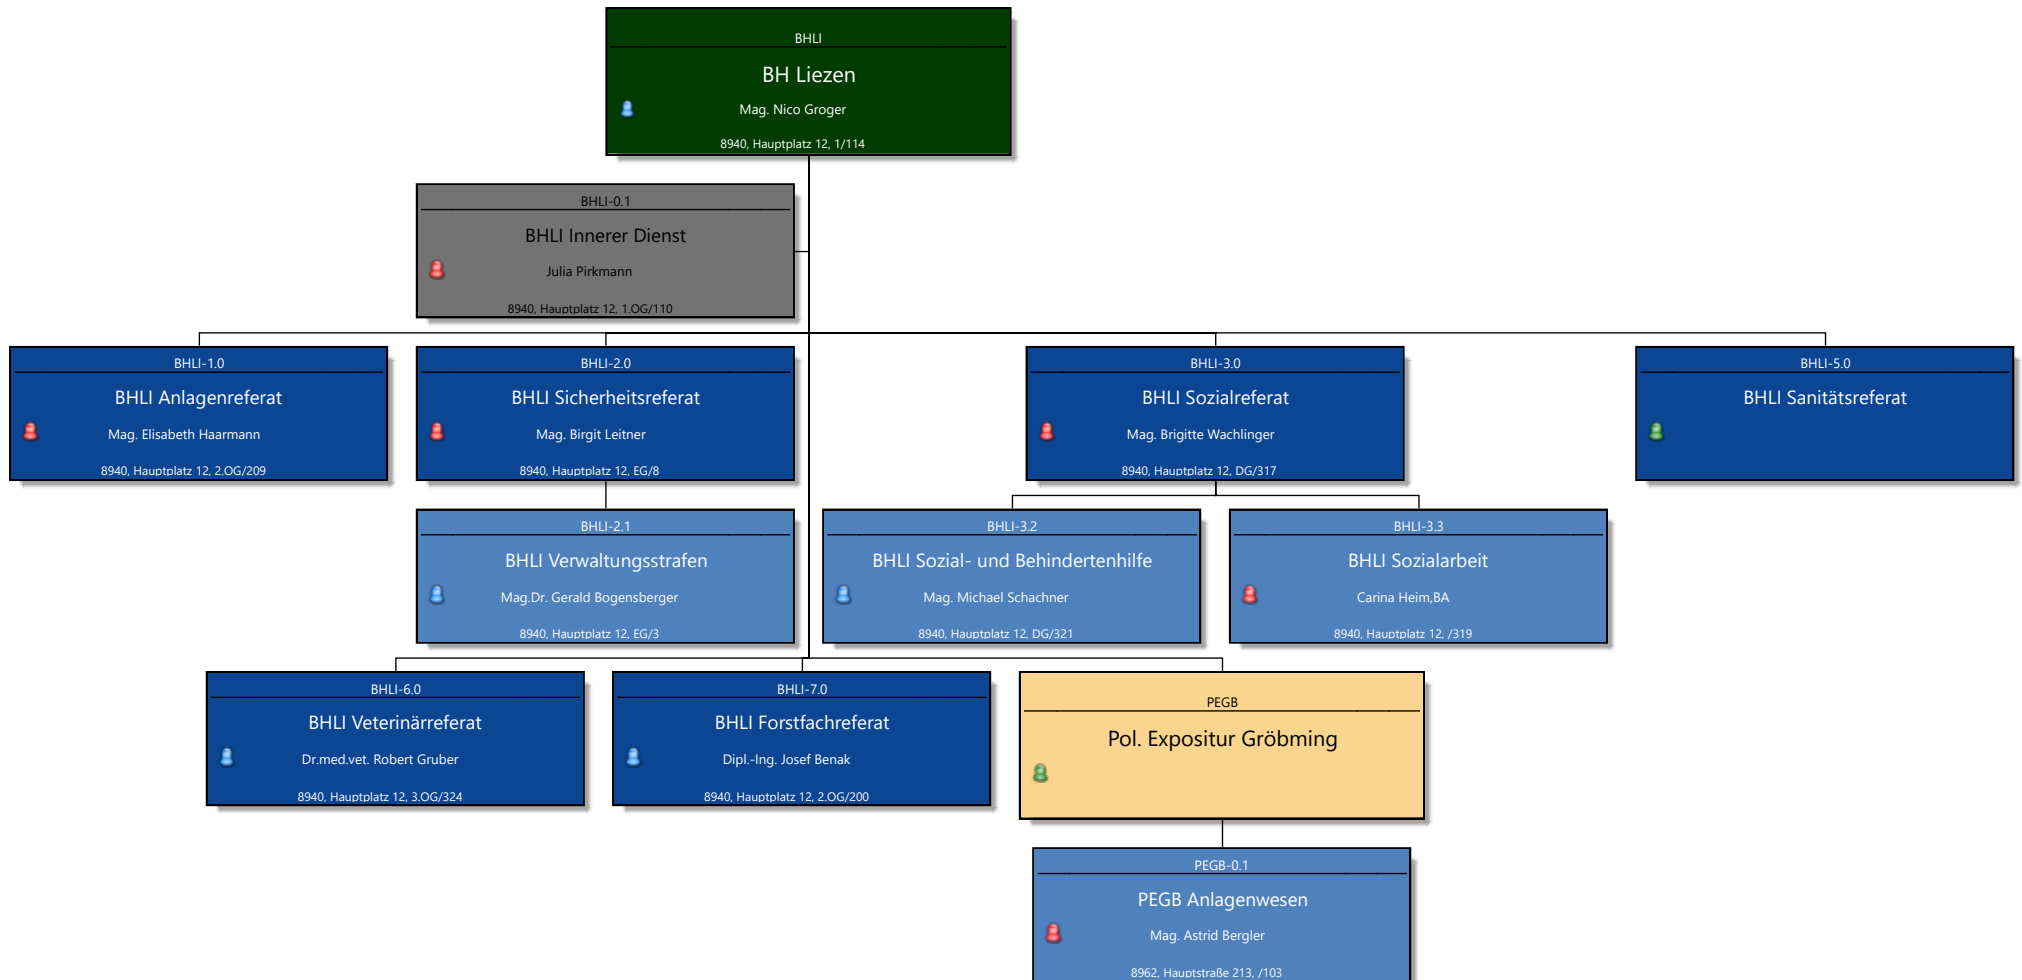 BHLI
BH Liezen
Mag. Nico Groger
8940, Hauptplatz 12, 1/114
BHLI-0.1
BHLI Innerer Dienst
Julia Pirkmann
8940, Hauptplatz 12, 1.OG/110
BHLI-1.0
BHLI Anlagenreferat
Mag. Elisabeth Haarmann
8940, Hauptplatz 12, 2.OG/209
BHLI-2.0
BHLI Sicherheitsreferat
Mag. Birgit Leitner
8940, Hauptplatz 12, EG/8
BHLI-3.0
BHLI Sozialreferat
Mag. Brigitte Wachlinger
8940, Hauptplatz 12, DG/317
BHLI-5.0
BHLI Sanitätsreferat
BHLI-2.1
BHLI Verwaltungsstrafen
Mag.Dr. Gerald Bogensberger
8940, Hauptplatz 12, EG/3
BHLI-3.2
BHLI Sozial- und Behindertenhilfe
Mag. Michael Schachner
8940, Hauptplatz 12, DG/321
BHLI-3.3
BHLI Sozialarbeit
Carina Heim,BA
8940, Hauptplatz 12, /319
BHLI-6.0
BHLI Veterinärreferat
Dr.med.vet. Robert Gruber
8940, Hauptplatz 12, 3.OG/324
BHLI-7.0
BHLI Forstfachreferat
Dipl.-Ing. Josef Benak
8940, Hauptplatz 12, 2.OG/200
PEGB
Pol. Expositur Gröbming
PEGB-0.1
PEGB Anlagenwesen
Mag. Astrid Bergler
8962, Hauptstraße 213, /103